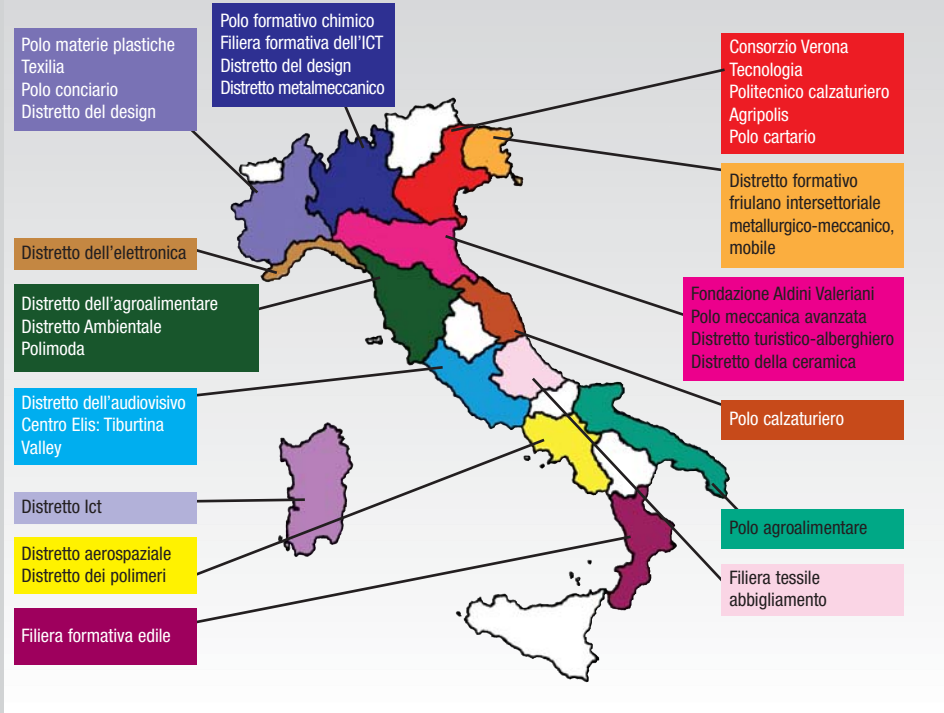 Polo materie plastiche
Texilia
Polo conciario
Distretto del design
Polo formativo chimico
Filiera formativa dell'ICT
Distretto del design
Distretto metalmeccanico
Consorzio Verona
Tecnologia
Politecnico calzaturiero
Agripolis
Polo cartario
Distretto formativo
friulano intersettoriale
metallurgico-meccanico,
mobile
Distretto dell'elettronica
Distretto dell'agroalimentare
Distretto Ambientale
Polimoda
Fondazione Aldini Valeriani
Polo meccanica avanzata
Distretto turistico-alberghiero
Distretto della ceramica
Distretto dell'audiovisivo
Centro Elis: Tiburtina
Valley
Polo calzaturiero
Distretto Ict
Distretto aerospaziale
Distretto dei polimeri
Polo agroalimentare
Filiera tessile
abbigliamento
Filiera formativa edile